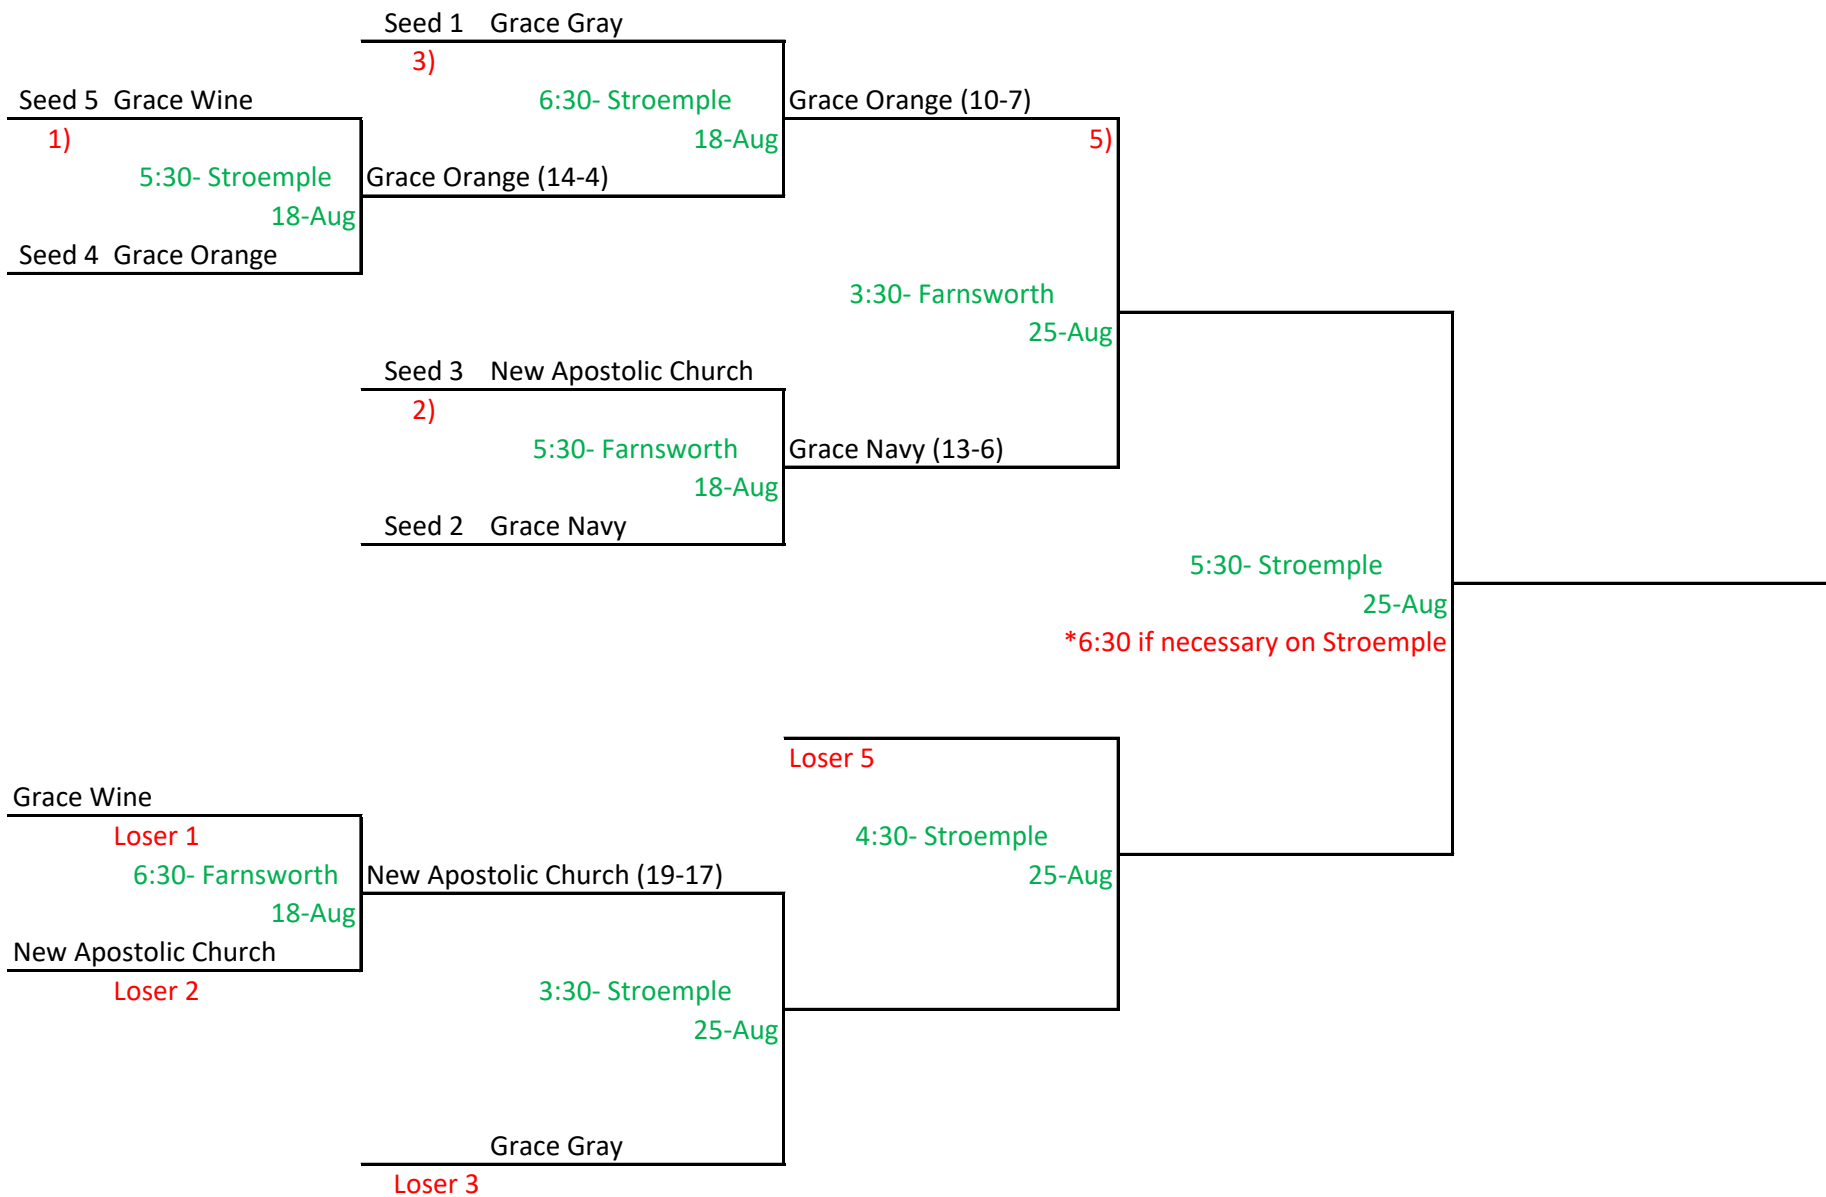 Seed 1 Grace Gray
3)
Seed 5 Grace Wine
6:30- Stroemple
Grace Orange (10-7)
1)
18-Aug
5)
5:30- Stroemple
Grace Orange (14-4)
18-Aug
Seed 4 Grace Orange
3:30- Farnsworth
25-Aug
Seed 3 New Apostolic Church
2)
5:30- Farnsworth
Grace Navy (13-6)
18-Aug
Seed 2 Grace Navy
5:30- Stroemple
25-Aug
*6:30 if necessary on Stroemple
Loser 5
Grace Wine
Loser 1
4:30- Stroemple
6:30- Farnsworth
New Apostolic Church (19-17)
25-Aug
18-Aug
New Apostolic Church
Loser 2
3:30- Stroemple
25-Aug
Grace Gray
Loser 3